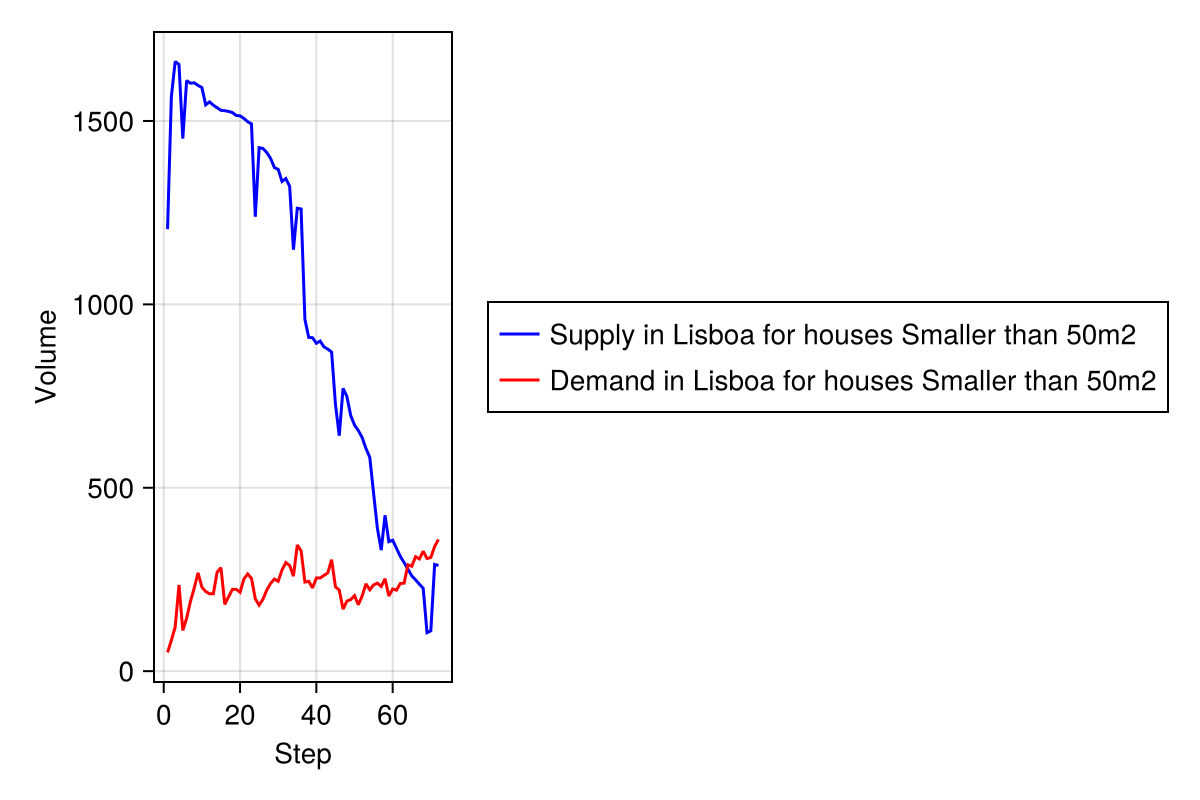 1500
1000
500
0
Volume
0 20 40 60
Step
Supply in Lisboa for houses Smaller than 50m2
Demand in Lisboa for houses Smaller than 50m2